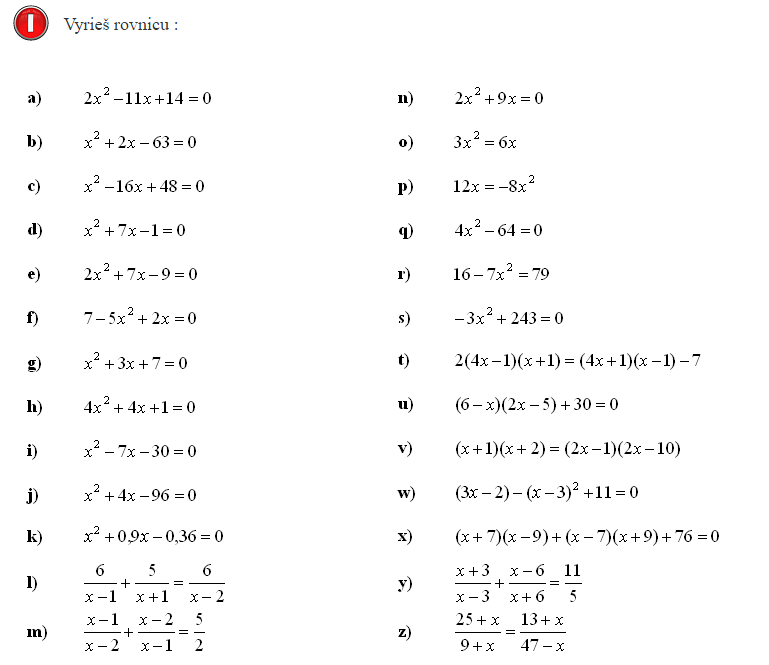 I Vyrieš rovnicu :
a) 2x² –11x+14 = 0
b) x² + 2x – 63 = 0
c) x² –16x + 48 = 0
d) x² + 7x –1 = 0
e) 2x² + 7x – 9 = 0
f) 7 – 5x² + 2x = 0
g) x² + 3x + 7 = 0
h) 4x² + 4x +1 = 0
i) x² – 7x – 30 = 0
j) x² + 4x – 96 = 0
k) x² + 0,9x – 0,36 = 0
l) 6/(x –1) + 5/(x +1) = 6/(x – 2)
m) (x –1)/(x – 2) + (x – 2)/(x –1) = 5/2
n) 2x² + 9x = 0
o) 3x² = 6x
p) 12x = –8x²
q) 4x² – 64 = 0
r) 16 – 7x² = 79
s) –3x² + 243 = 0
t) 2(4x –1)(x +1) = (4x +1)(x –1) – 7
u) (6 – x)(2x – 5) + 30 = 0
v) (x +1)(x + 2) = (2x –1)(2x –10)
w) (3x – 2) – (x – 3)² +11 = 0
x) (x + 7)(x – 9) + (x – 7)(x + 9) + 76 = 0
y) (x + 3)/(x – 3) + (x – 6)/(x + 6) = 11/5
z) (25 + x)/(9 + x) = (13 + x)/(47 – x)